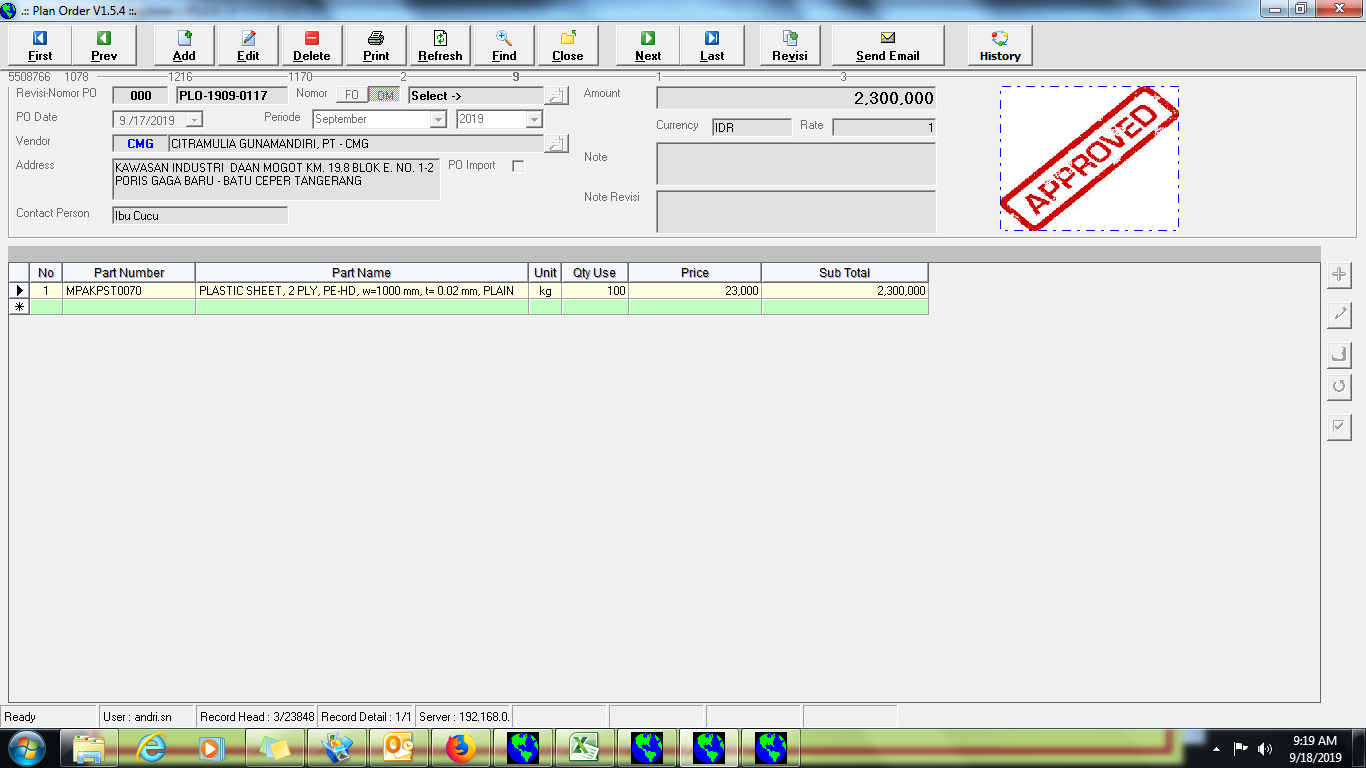 .:: Plan Order V1.5.4 ::.
First Prev Add Edit Delete Print Refresh Find Close Next Last Revisi Send Email History
5508766 1078 1216 1170 2 9 1 3
Revisi-Nomor PO 000 PLO-1909-0117 Nomor FO DM Select -> Amount 2,300,000
PO Date 9 /17/2019 Periode September 2019 Currency IDR Rate 1
Vendor CMG CITRAMULIA GUNAMANDIRI, PT - CMG
Note
Address KAWASAN INDUSTRI DAAN MOGOT KM. 19.8 BLOK E. NO. 1-2 PO Import
PORIS GAGA BARU - BATU CEPER TANGERANG
Note Revisi
Contact Person Ibu Cucu
APPROVED
No Part Number Part Name Unit Qty Use Price Sub Total
1 MPAKPST0070 PLASTIC SHEET, 2 PLY, PE-HD, w=1000 mm, t= 0.02 mm, PLAIN kg 100 23,000 2,300,000
Ready User : andri.sn Record Head : 3/23848 Record Detail : 1/1 Server : 192.168.0.
9:19 AM
9/18/2019